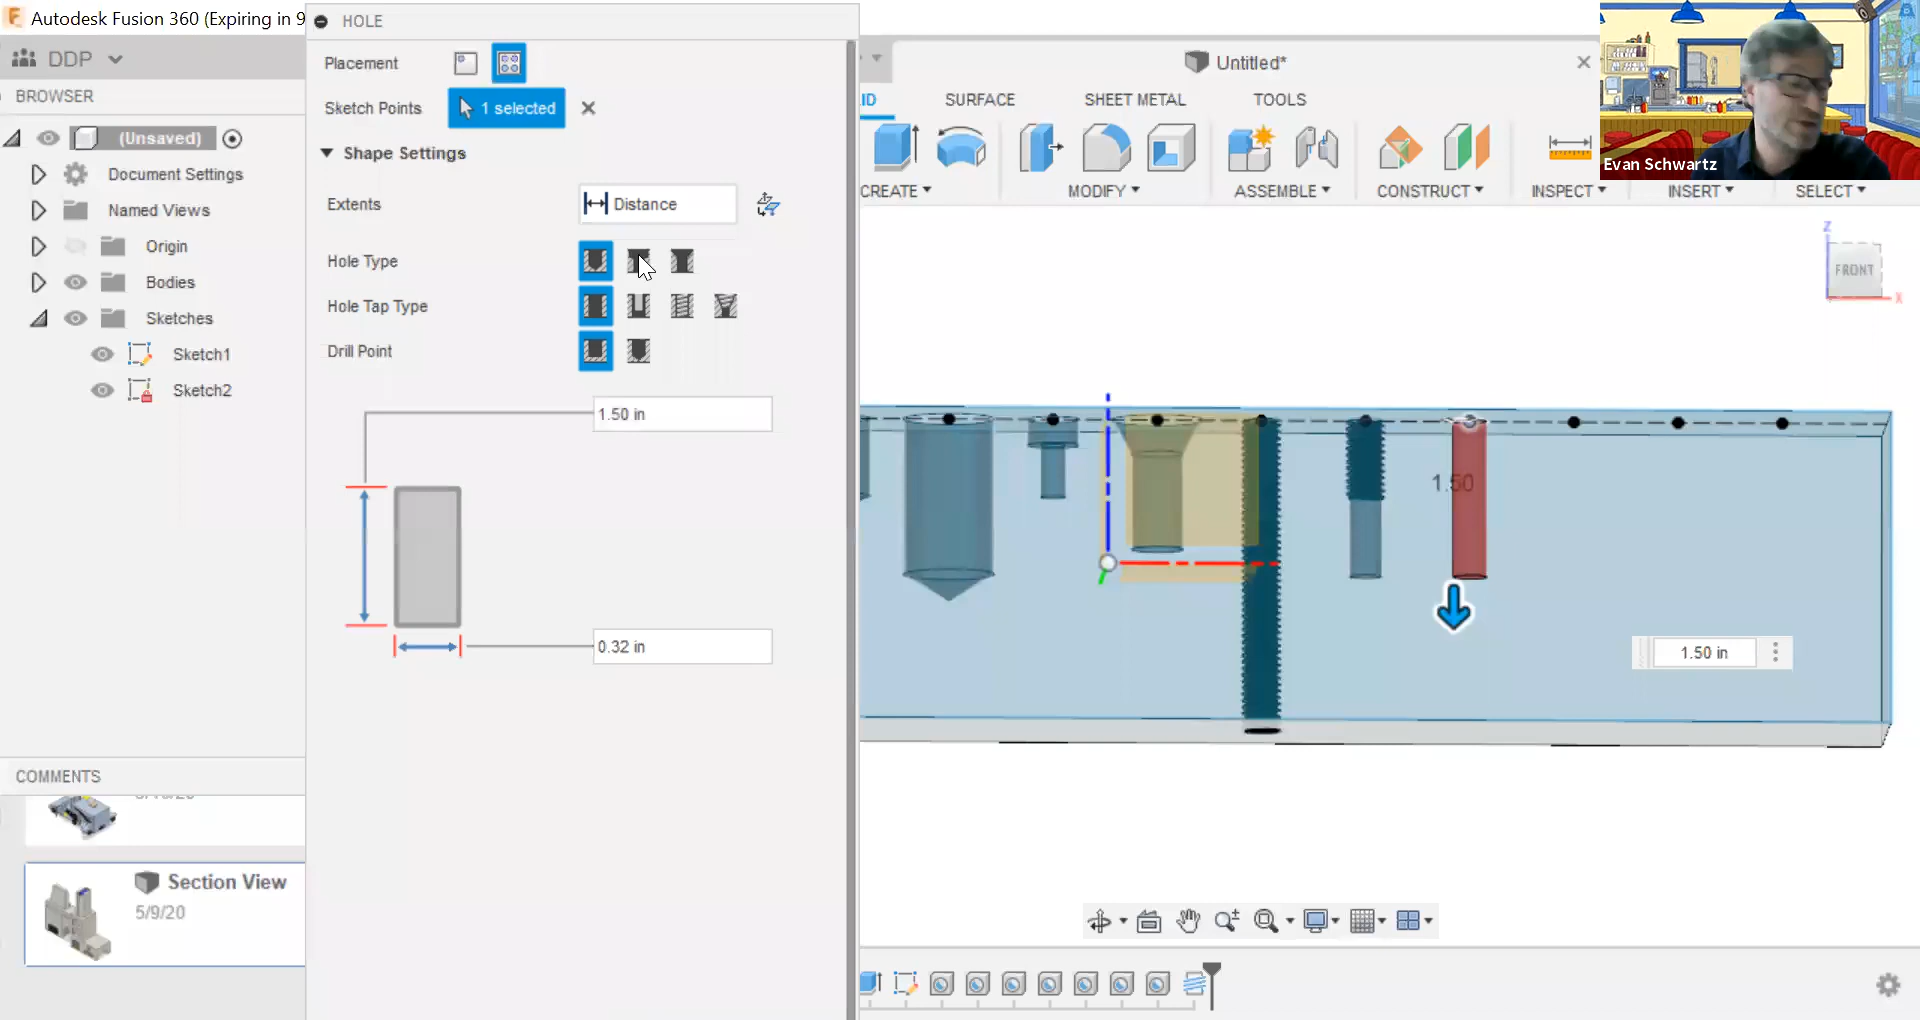 Autodesk Fusion 360 (Expiring in 9
DDP
BROWSER
(Unsaved)
Document Settings
Named Views
Origin
Bodies
Sketches
Sketch1
Sketch2
COMMENTS
Section View
5/9/20
HOLE
Placement
Sketch Points
1 selected
Shape Settings
Extents
Distance
Hole Type
Hole Tap Type
Drill Point
1.50 in
0.32 in
Untitled*
ID
SURFACE
SHEET METAL
TOOLS
CREATE
MODIFY
ASSEMBLE
CONSTRUCT
INSPECT
INSERT
SELECT
Evan Schwartz
Z
FRONT
X
1.50
1.50 in